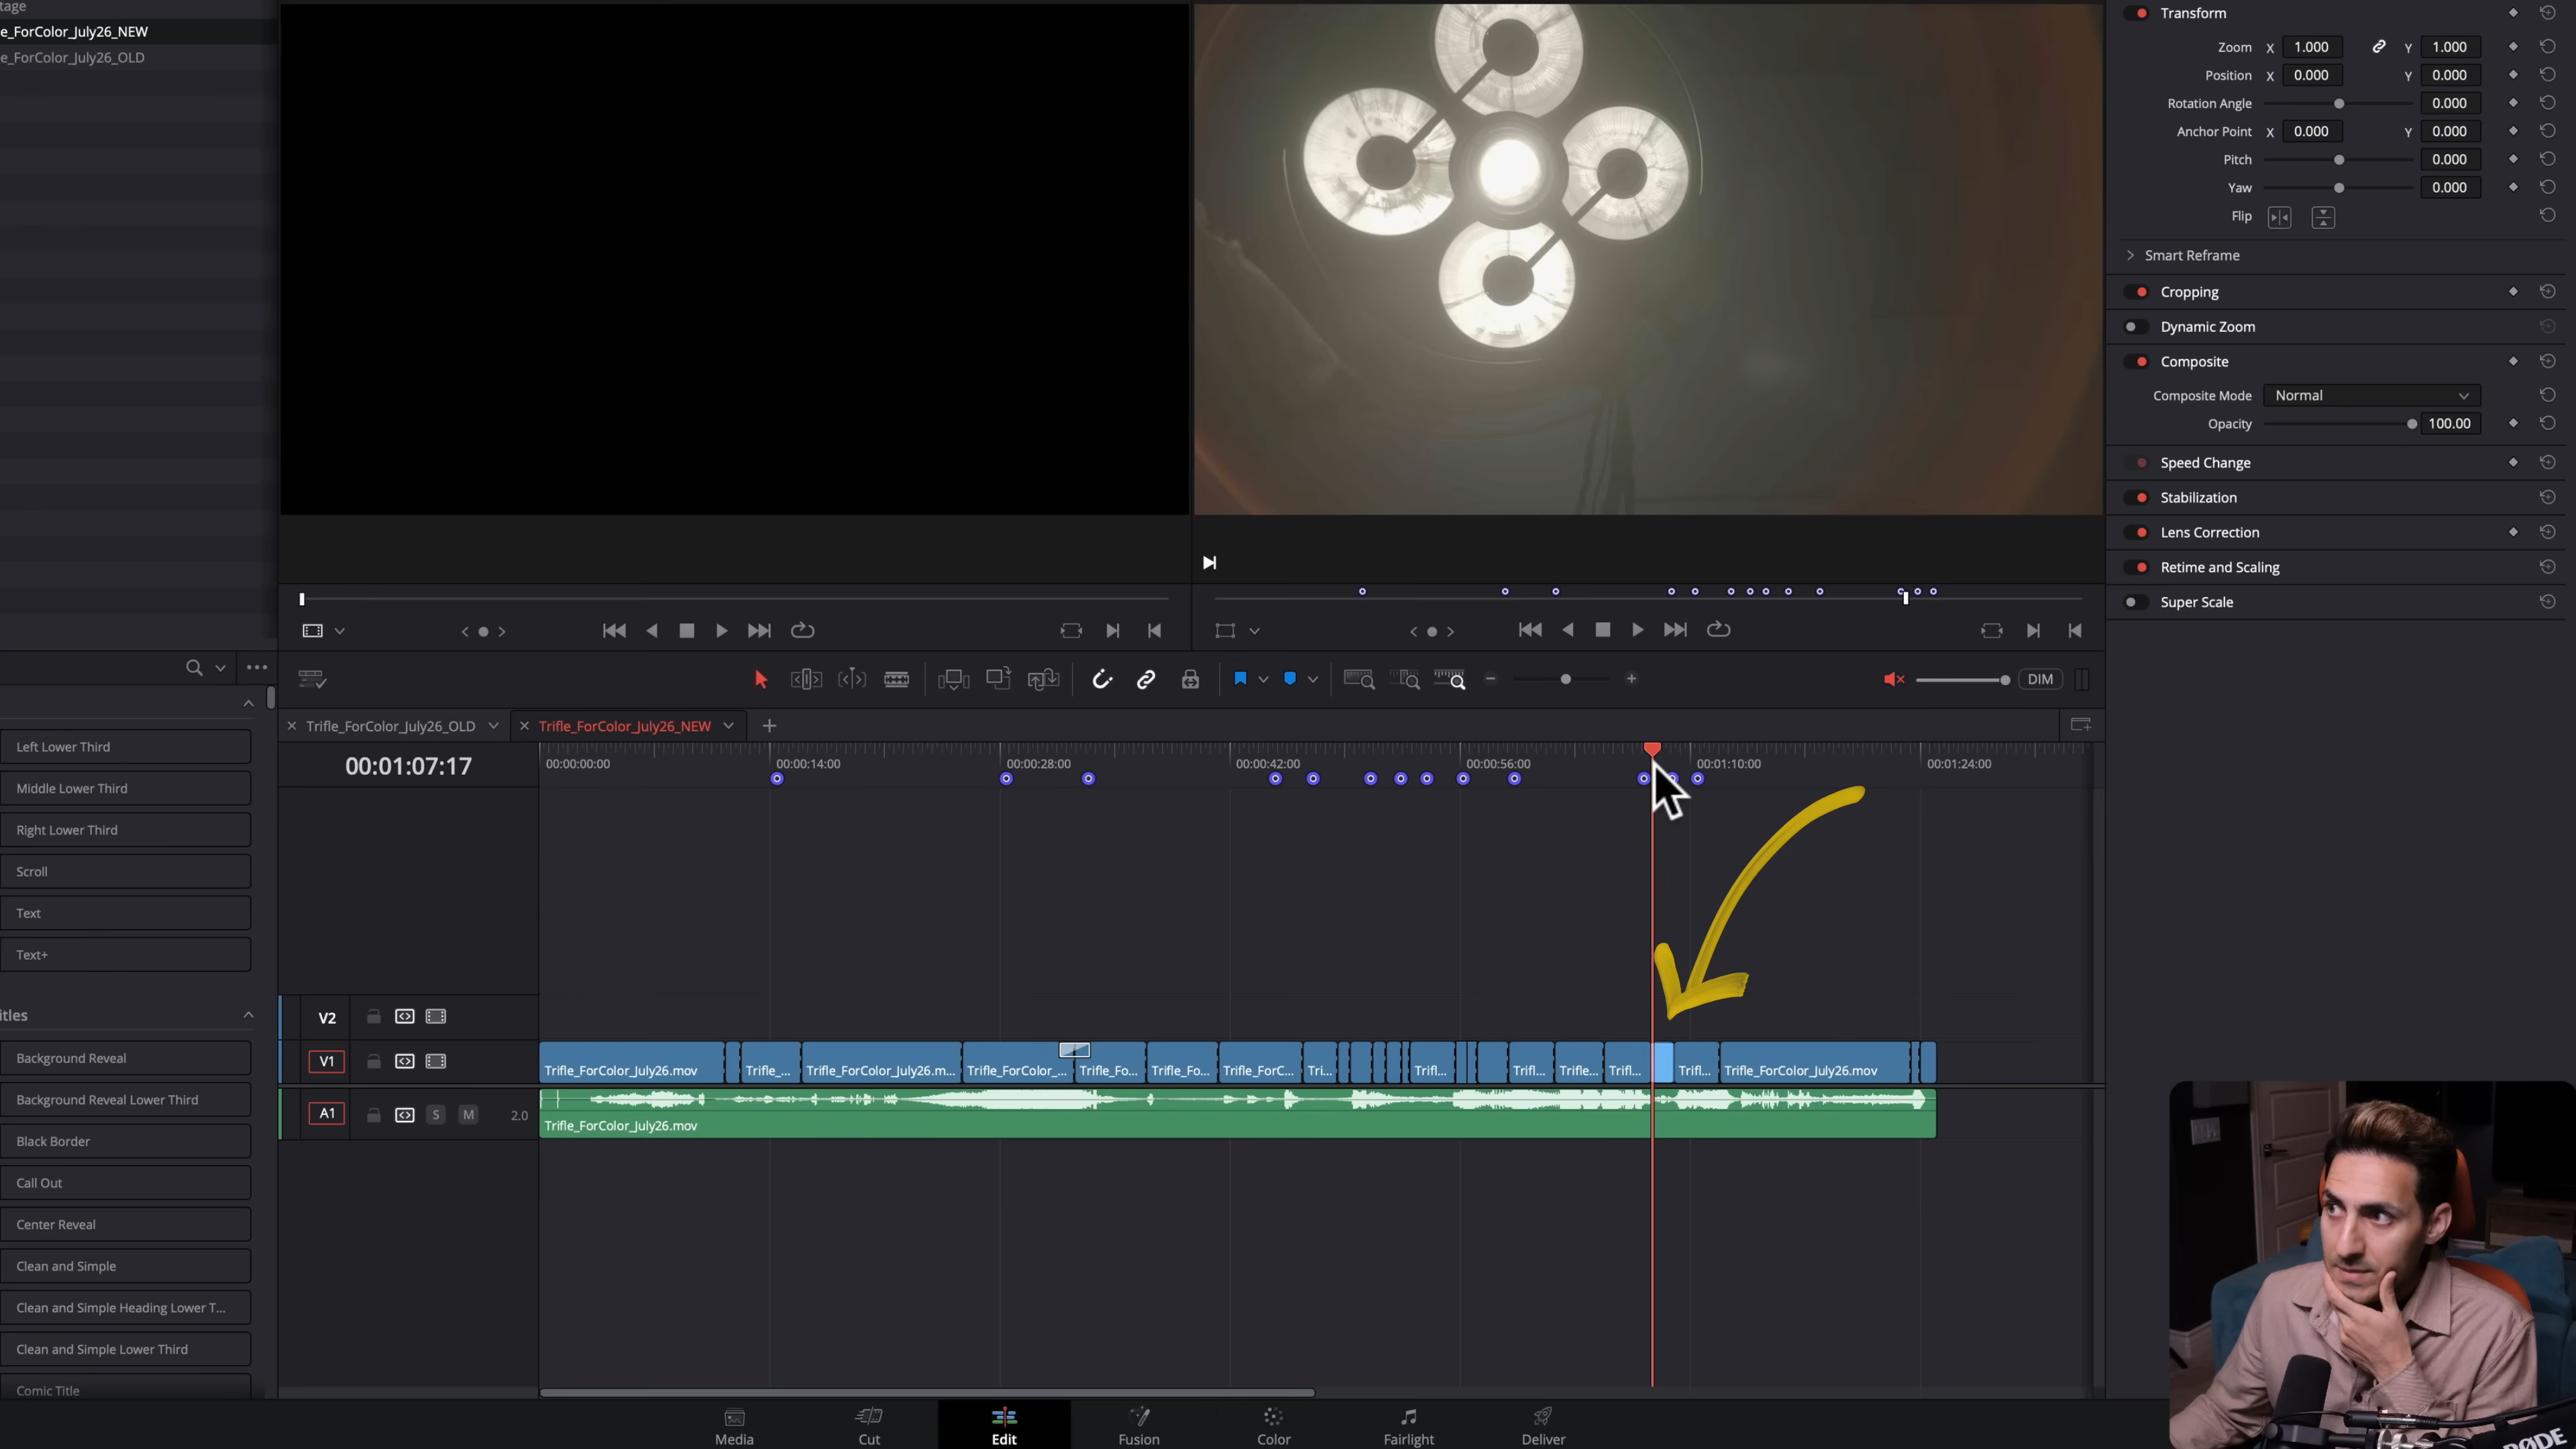 tage
e_ForColor_July26_NEW
e_ForColor_July26_OLD
Transform
Zoom X 1.000 Y 1.000
Position X 0.000 Y 0.000
Rotation Angle 0.000
Anchor Point X 0.000 Y 0.000
Pitch 0.000
Yaw 0.000
Flip
Smart Reframe
Cropping
Dynamic Zoom
Composite
Composite Mode Normal
Opacity 100.00
Speed Change
Stabilization
Lens Correction
Retime and Scaling
Super Scale
DIM
Trifle_ForColor_July26_OLD
Trifle_ForColor_July26_NEW
00:01:07:17
00:00:00:00 00:00:14:00 00:00:28:00 00:00:42:00 00:00:56:00 00:01:10:00 00:01:24:00
Left Lower Third
Middle Lower Third
Right Lower Third
Scroll
Text
Text+
itles
Background Reveal
Background Reveal Lower Third
Black Border
Call Out
Center Reveal
Clean and Simple
Clean and Simple Heading Lower T...
Clean and Simple Lower Third
Comic Title
V2
V1
Trifle_ForColor_July26.mov Trifle_... Trifle_ForColor_July26.m... Trifle_ForColor_... Trifle_Fo... Trifle_Fo... Trifle_ForC... Tri... Trifl... Trifl... Trifle... Trifl... Trifl... Trifle_ForColor_July26.mov
A1 S M 2.0
Trifle_ForColor_July26.mov
Media Cut Edit Fusion Color Fairlight Deliver
RØDE